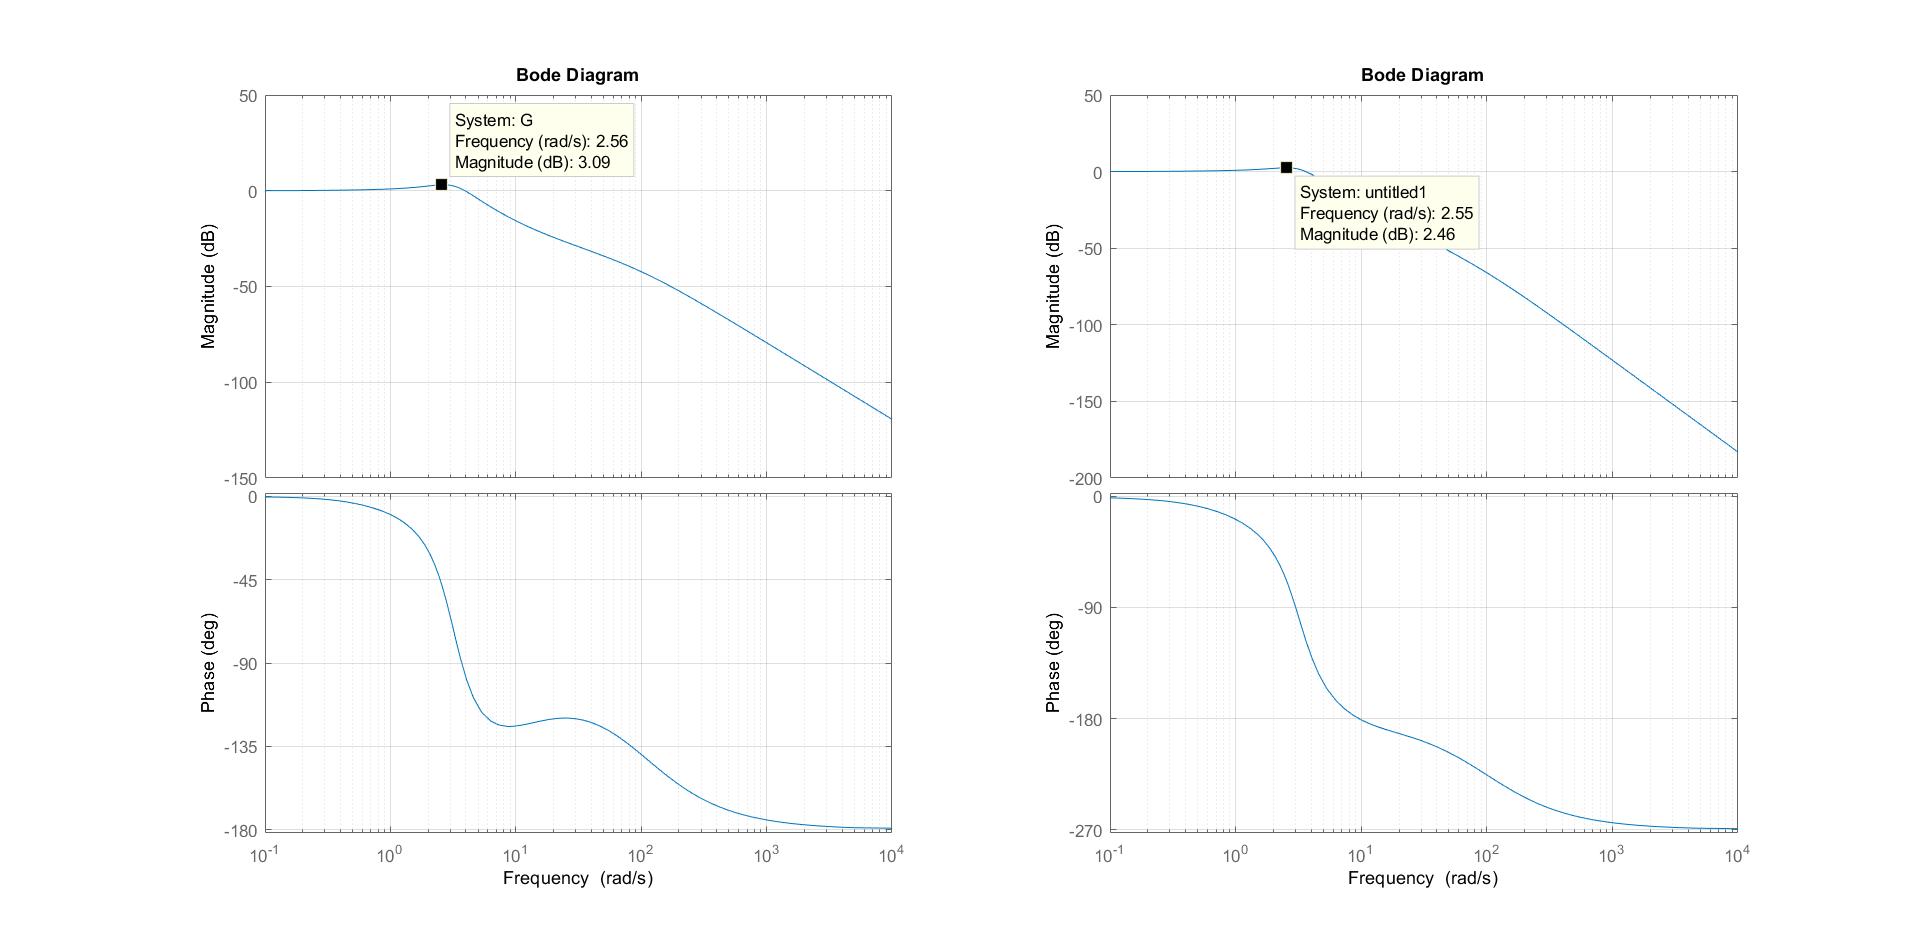 Bode Diagram
50
0
-50
-100
-150
Magnitude (dB)
System: G
Frequency (rad/s): 2.56
Magnitude (dB): 3.09
0
-45
-90
-135
-180
Phase (deg)
10-1 100 101 102 103 104
Frequency (rad/s)
Bode Diagram
50
0
-50
-100
-150
-200
Magnitude (dB)
System: untitled1
Frequency (rad/s): 2.55
Magnitude (dB): 2.46
0
-90
-180
-270
Phase (deg)
10-1 100 101 102 103 104
Frequency (rad/s)